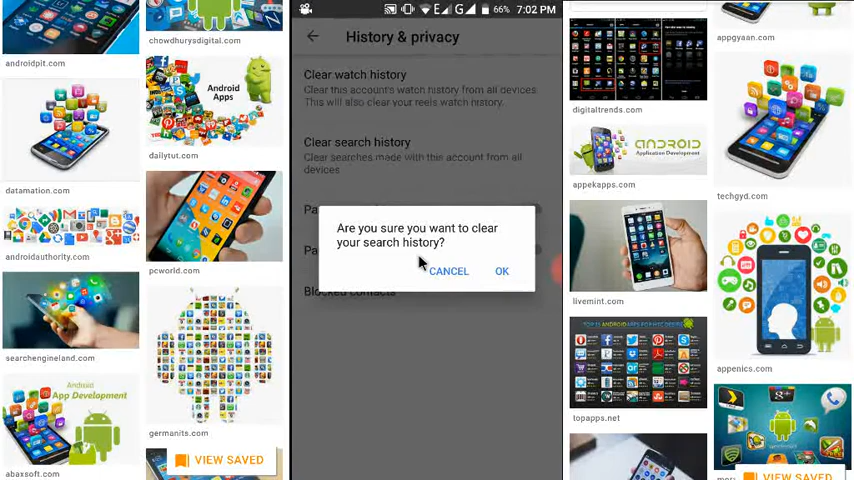 androidpit.com
chowdhurysdigital.com
Android
Apps
dailytut.com
datamation.com
androidauthority.com
pcworld.com
searchengineland.com
Android
App Development
germanits.com
abaxsoft.com
VIEW SAVED
66% 7:02 PM
History & privacy
Clear watch history
Clear this account's watch history from all devices.
This will also clear your reels watch history.
Clear search history
Clear searches made with this account from all
devices
Are you sure you want to clear
your search history?
CANCEL OK
Blocked contacts
digitaltrends.com
appgyaan.com
ANDROID
Application Development
appekapps.com
techgyd.com
livemint.com
appenics.com
topapps.net
VIEW SAVED